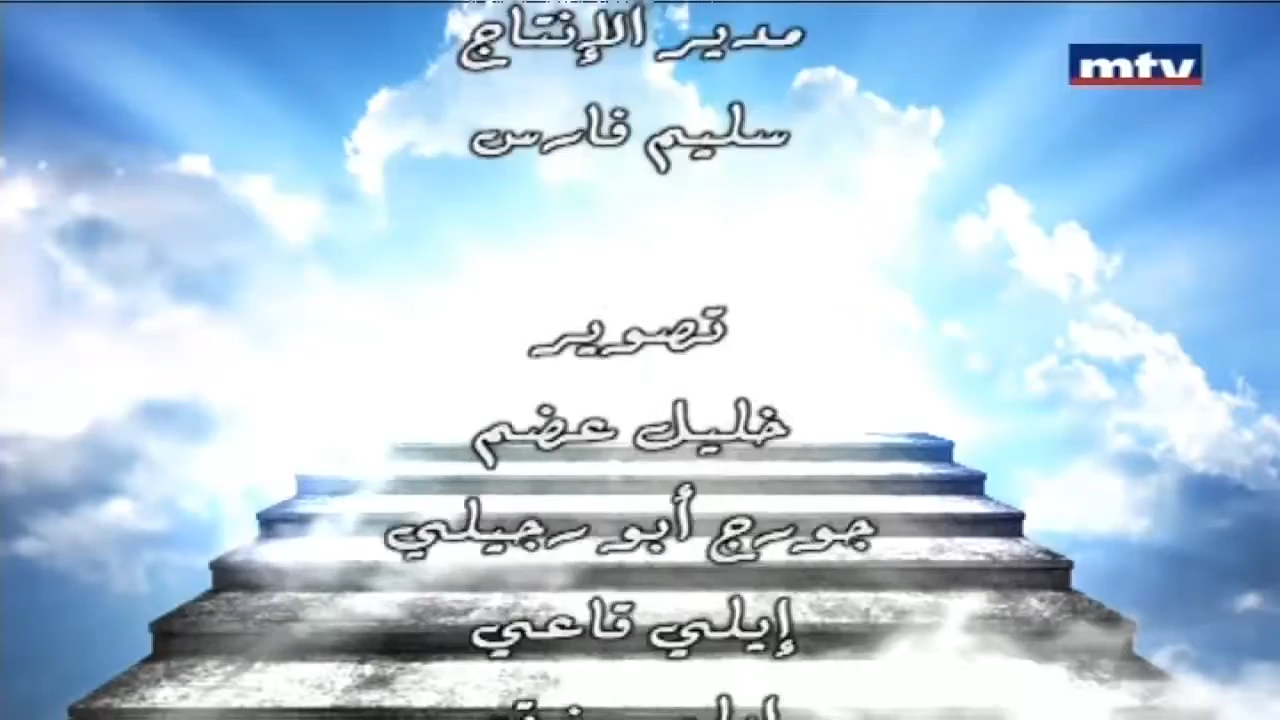 مدير الإنتاج
mtv
سليم فارس
تصوير
خليل عضم
جورج أبو رجيلي
إيلي قاعي